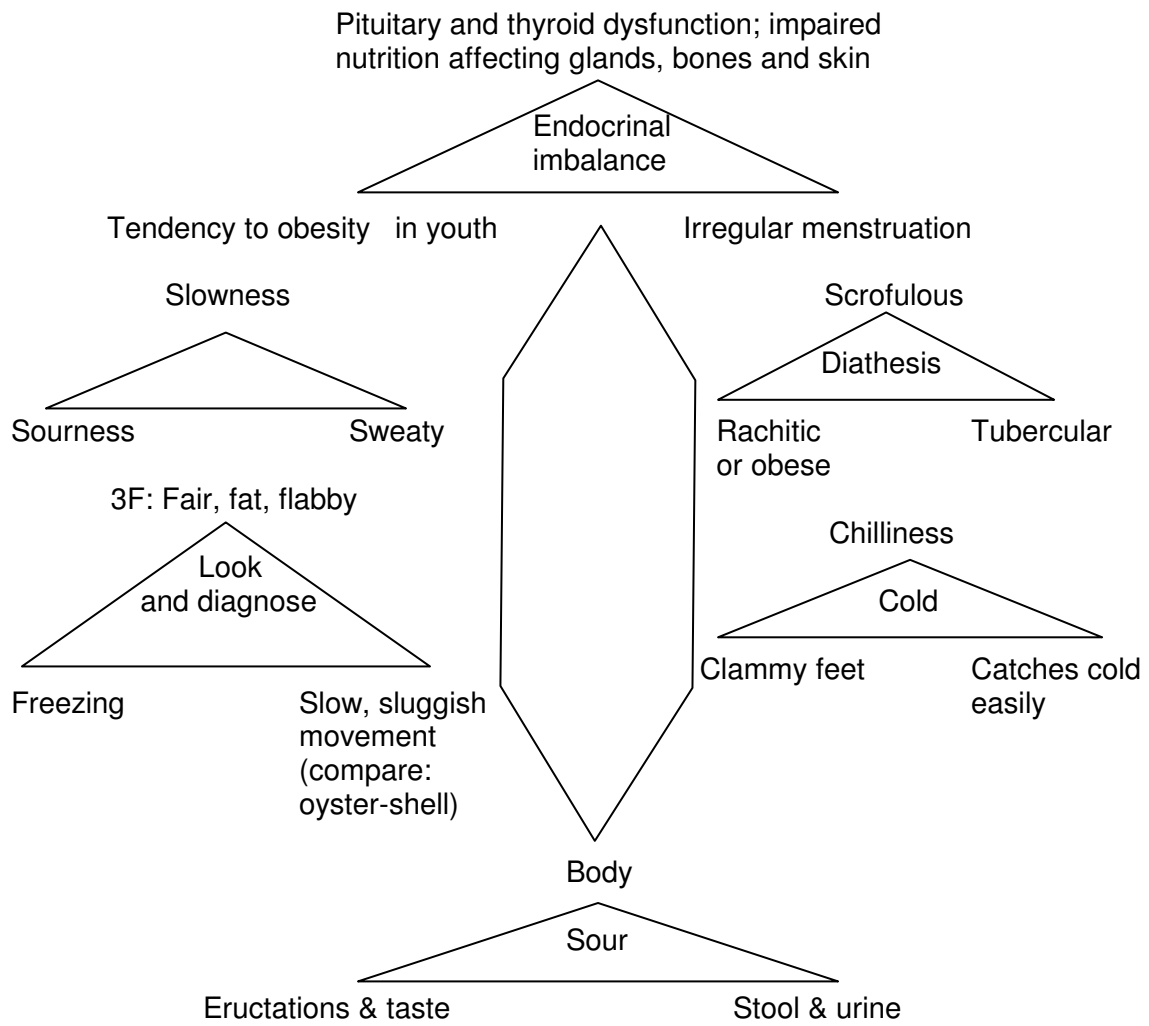 Pituitary and thyroid dysfunction; impaired
nutrition affecting glands, bones and skin
Endocrinal
imbalance
Tendency to obesity in youth
Irregular menstruation
Slowness
Sourness
Sweaty
Scrofulous
Diathesis
Rachitic
or obese
Tubercular
3F: Fair, fat, flabby
Look
and diagnose
Freezing
Slow, sluggish
movement
(compare:
oyster-shell)
Chilliness
Cold
Clammy feet
Catches cold
easily
Body
Sour
Eructations & taste
Stool & urine